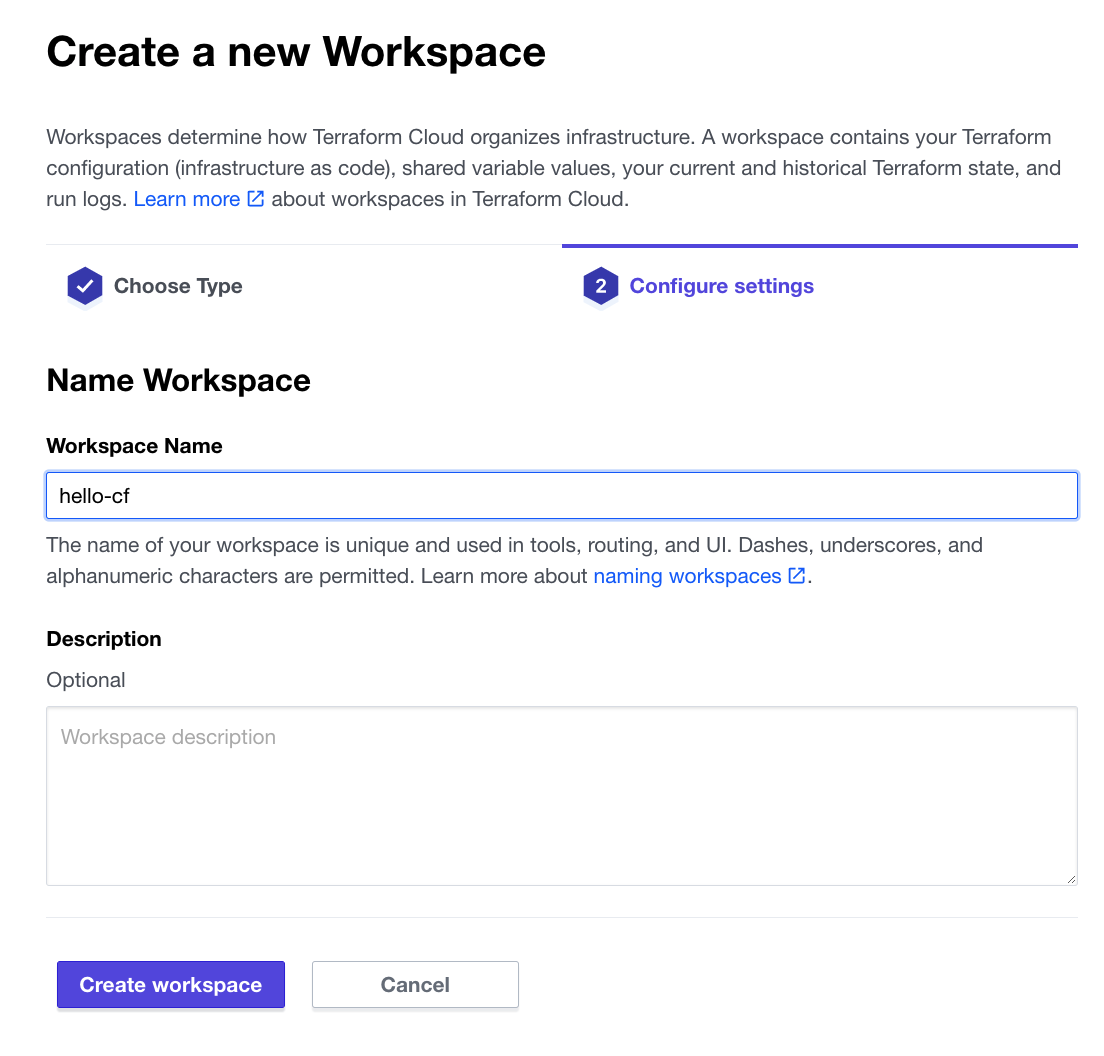 Create a new Workspace
Workspaces determine how Terraform Cloud organizes infrastructure. A workspace contains your Terraform
configuration (infrastructure as code), shared variable values, your current and historical Terraform state, and
run logs. Learn more about workspaces in Terraform Cloud.
Choose Type
2 Configure settings
Name Workspace
Workspace Name
hello-cf
The name of your workspace is unique and used in tools, routing, and UI. Dashes, underscores, and
alphanumeric characters are permitted. Learn more about naming workspaces.
Description
Optional
Workspace description
Create workspace
Cancel